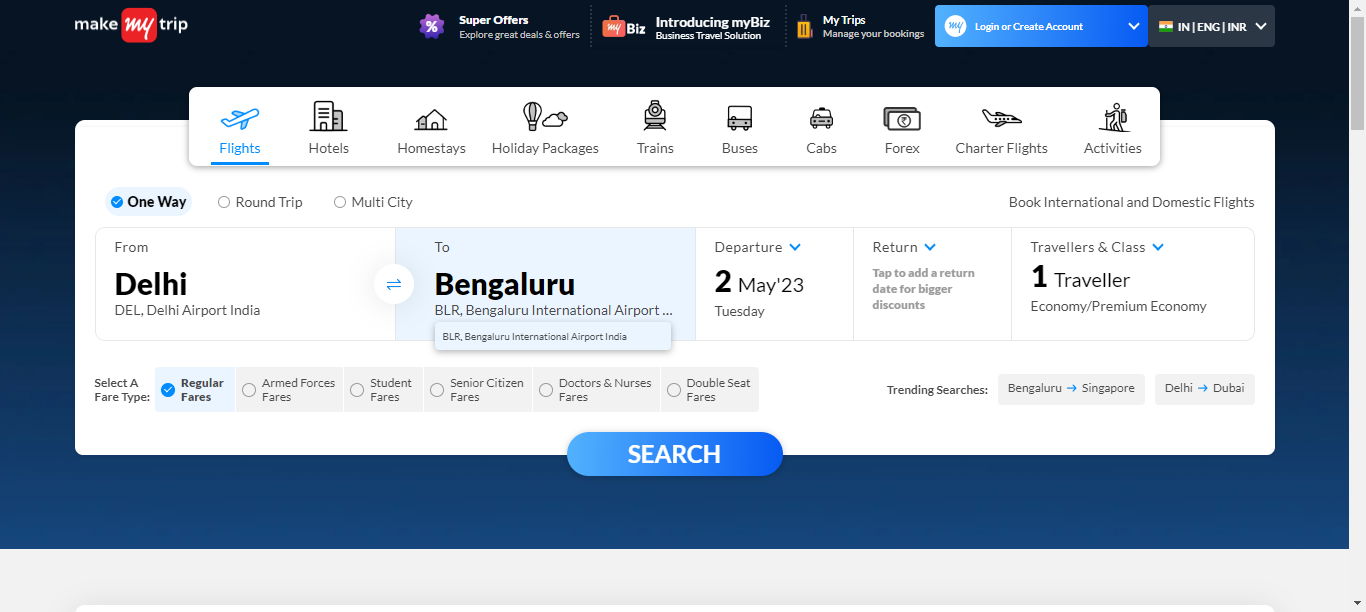 make my trip
Super Offers
Explore great deals & offers
my Biz
Introducing myBiz
Business Travel Solution
My Trips
Manage your bookings
my
Login or Create Account
IN | ENG | INR
Flights
Hotels
Homestays
Holiday Packages
Trains
Buses
Cabs
Forex
Charter Flights
Activities
One Way
Round Trip
Multi City
Book International and Domestic Flights
From
Delhi
DEL, Delhi Airport India
To
Bengaluru
BLR, Bengaluru International Airport ...
BLR, Bengaluru International Airport India
Departure
2 May'23
Tuesday
Return
Tap to add a return
date for bigger
discounts
Travellers & Class
1 Traveller
Economy/Premium Economy
Select A
Fare Type:
Regular
Fares
Armed Forces
Fares
Student
Fares
Senior Citizen
Fares
Doctors & Nurses
Fares
Double Seat
Fares
Trending Searches:
Bengaluru → Singapore
Delhi → Dubai
SEARCH